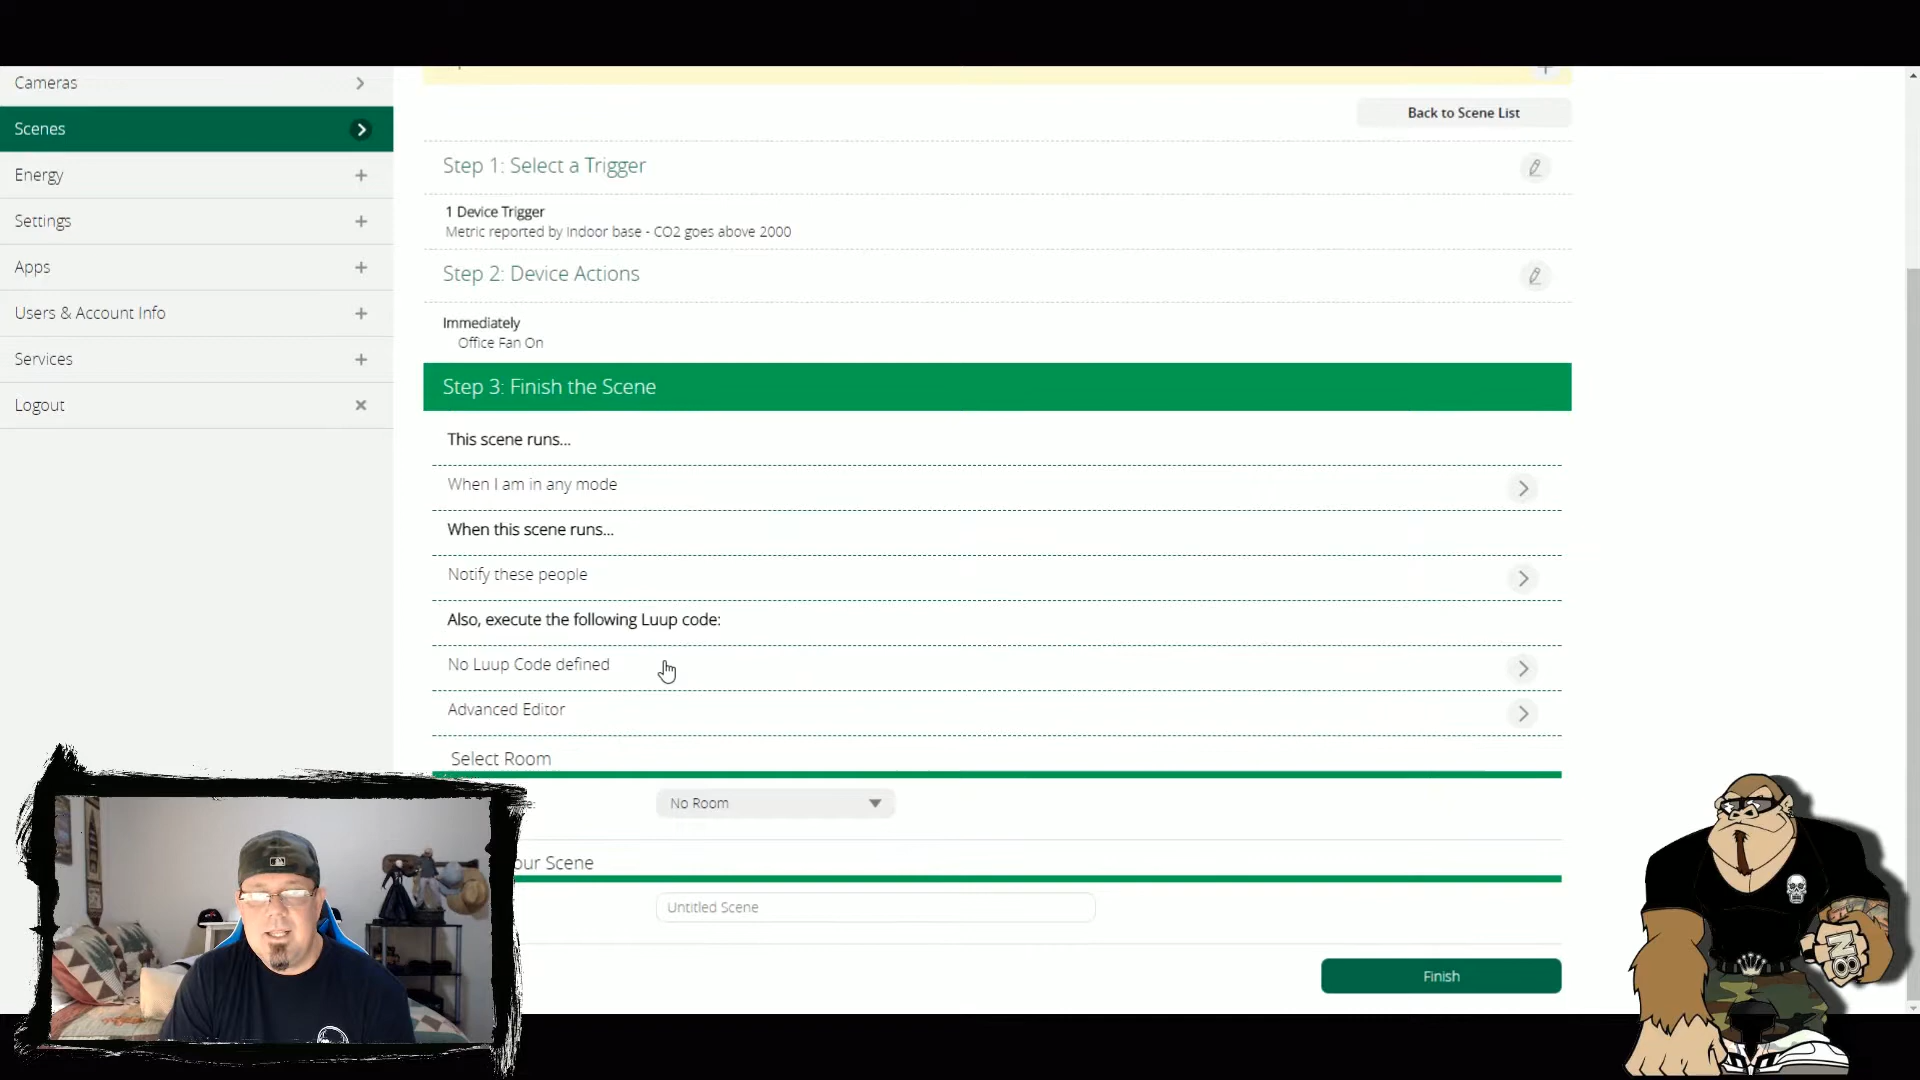 Cameras
Scenes
Energy
Settings
Apps
Users & Account Info
Services
Logout
Back to Scene List
Step 1: Select a Trigger
1 Device Trigger
Metric reported by Indoor base - CO2 goes above 2000
Step 2: Device Actions
Immediately
Office Fan On
Step 3: Finish the Scene
This scene runs...
When I am in any mode
When this scene runs...
Notify these people
Also, execute the following Luup code:
No Luup Code defined
Advanced Editor
Select Room
No Room
our Scene
Untitled Scene
Finish